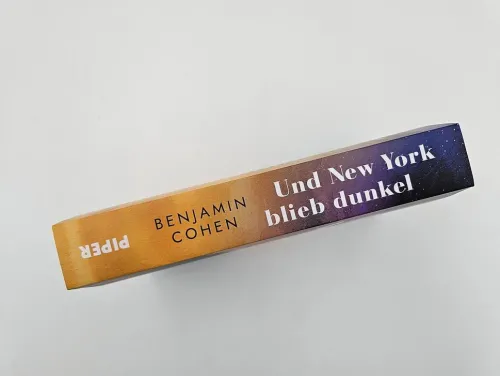 Und New York
blieb dunkel
BENJAMIN
COHEN
PIPER